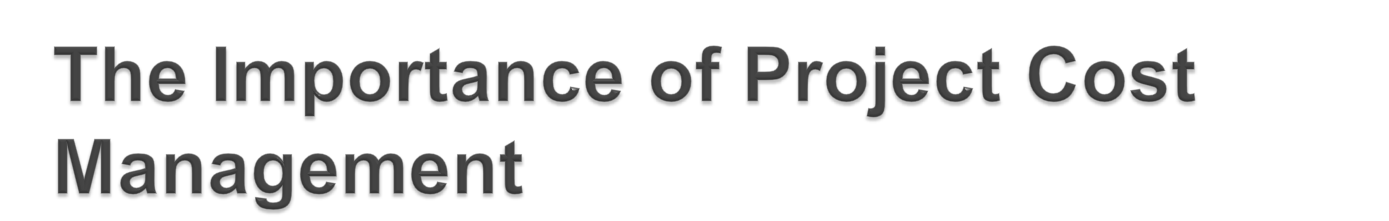 The Importance of Project Cost
Management